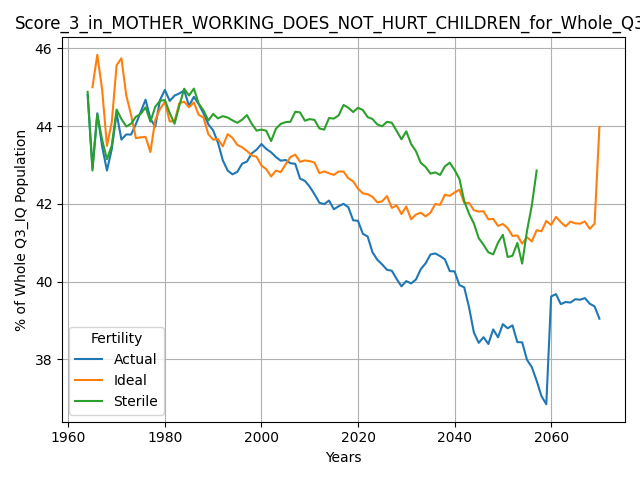 Score_3_in_MOTHER_WORKING_DOES_NOT_HURT_CHILDREN_for_Whole_Q3
46
44
42
40
38
% of Whole Q3_IQ Population
Fertility
Actual
Ideal
Sterile
1960
1980
2000
2020
2040
2060
Years